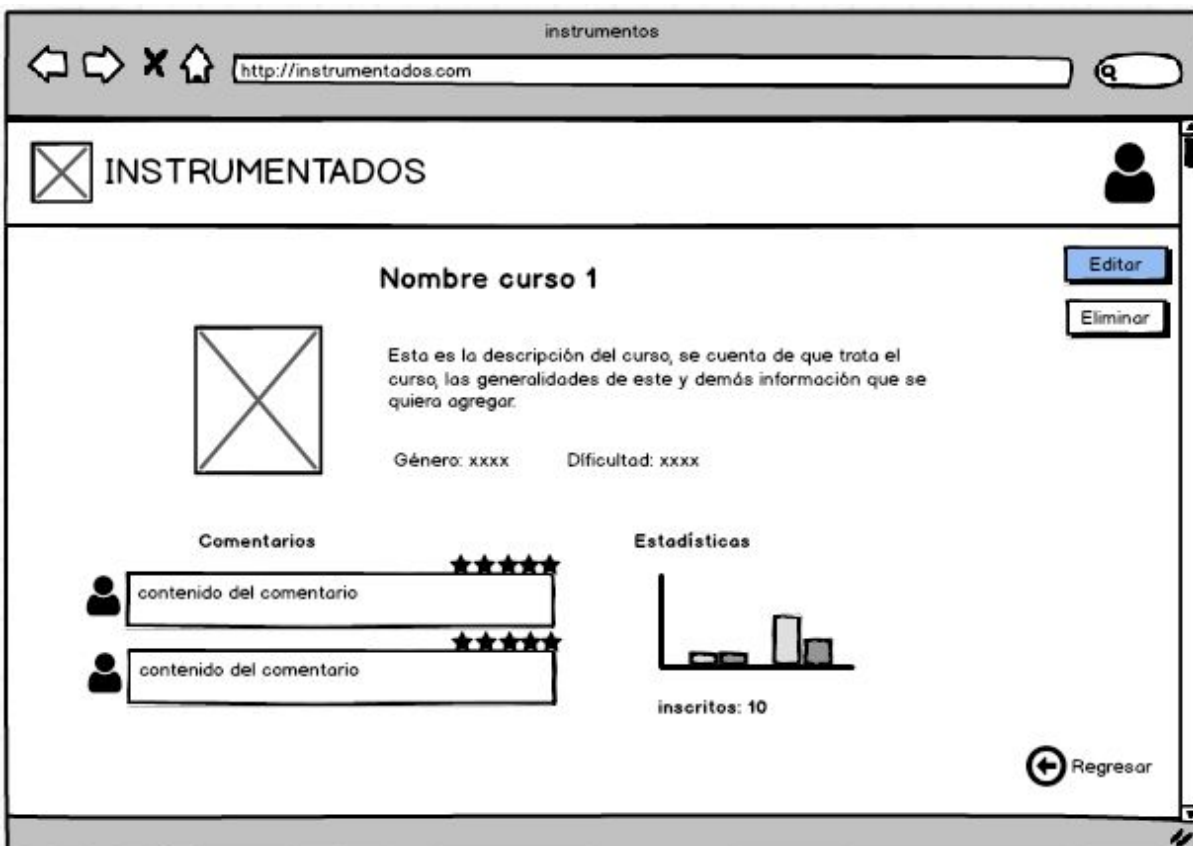 instrumentos
http://instrumentados.com
INSTRUMENTADOS
Editar
Nombre curso 1
Eliminar
Esta es la descripción del curso, se cuenta de que trata el
curso, las generalidades de este y demás información que se
quiera agregar.
Género: xxxx Dificultad: xxxx
Comentarios
Estadísticas
contenido del comentario
contenido del comentario
inscritos: 10
Regresar